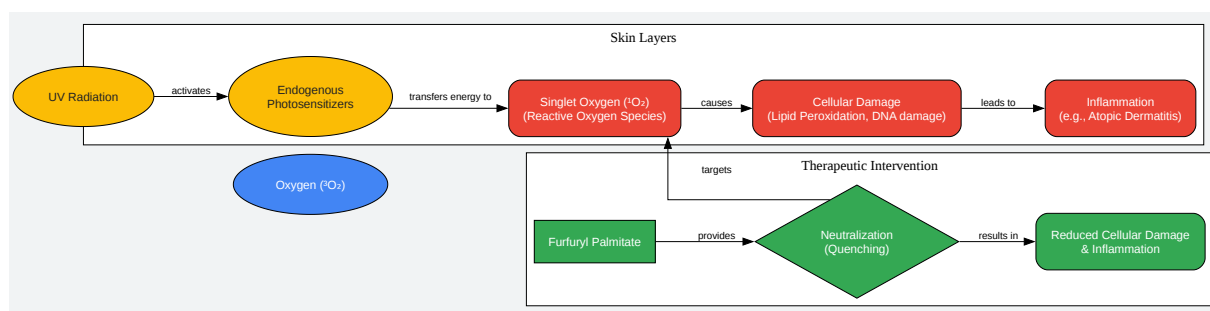 Skin Layers
UV Radiation
activates
Endogenous
Photosensitizers
transfers energy to
Singlet Oxygen (¹O₂)
(Reactive Oxygen Species)
causes
Cellular Damage
(Lipid Peroxidation, DNA damage)
leads to
Inflammation
(e.g., Atopic Dermatitis)
Oxygen (³O₂)
Therapeutic Intervention
targets
Furfuryl Palmitate
provides
Neutralization
(Quenching)
results in
Reduced Cellular Damage
& Inflammation